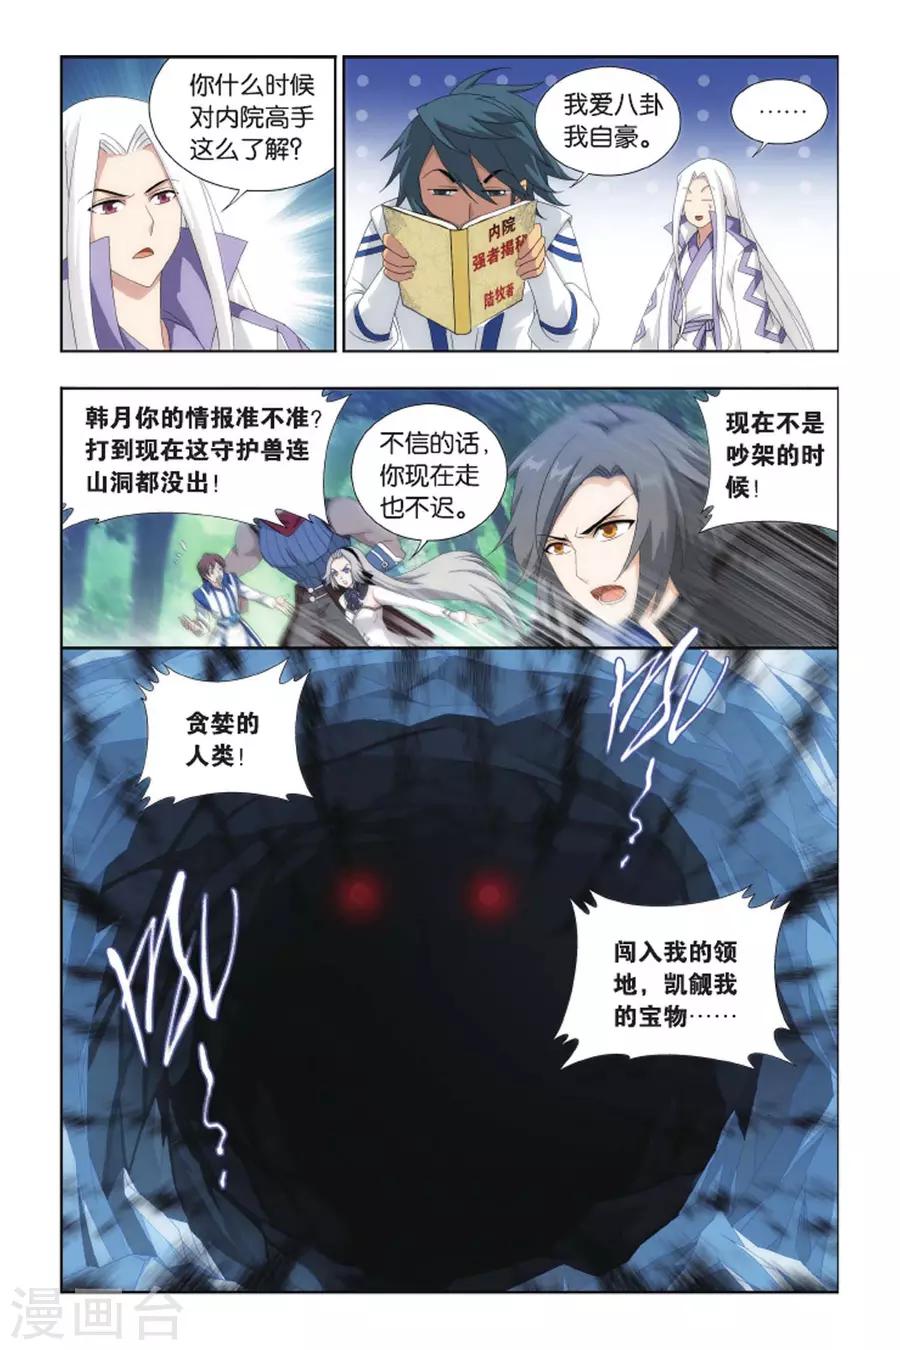 你什么时候
对内院高手
这么了解？
我爱八卦
我自豪。
……
内院
强者揭秘
陆牧著
韩月你的情报准不准？
打到现在这守护兽连
山洞都没出！
不信的话，
你现在走
也不迟。
现在不是
吵架的时
候！
贪婪的
人类！
闯入我的领
地，凯觎我
的宝物……
漫画台